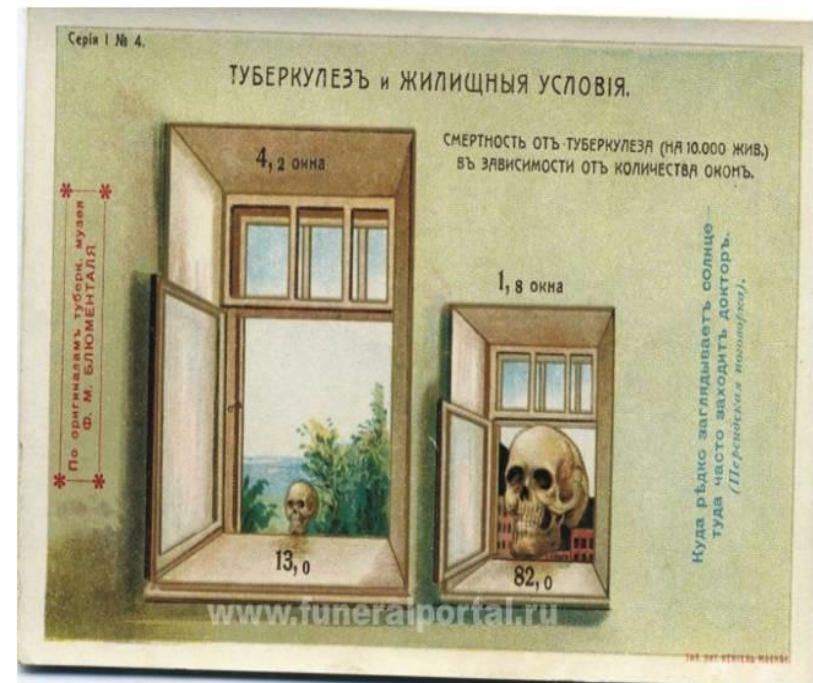 Серія I № 4.
ТУБЕРКУЛЕЗЪ и ЖИЛИЩНЫЯ УСЛОВІЯ.
СМЕРТНОСТЬ ОТЪ ТУБЕРКУЛЕЗА (НА 10.000 ЖИВ.)
ВЪ ЗАВИСИМОСТИ ОТЪ КОЛИЧЕСТВА ОКОНЪ.
4,2 окна
1,8 окна
13,0
82,0
По оригиналамъ туберк. музея
Ф. М. БЛЮМЕНТАЛЯ
Куда рѣдко заглядываетъ солнце—
туда часто заходитъ докторъ.
(Персидская поговорка).
www.funeralportal.ru